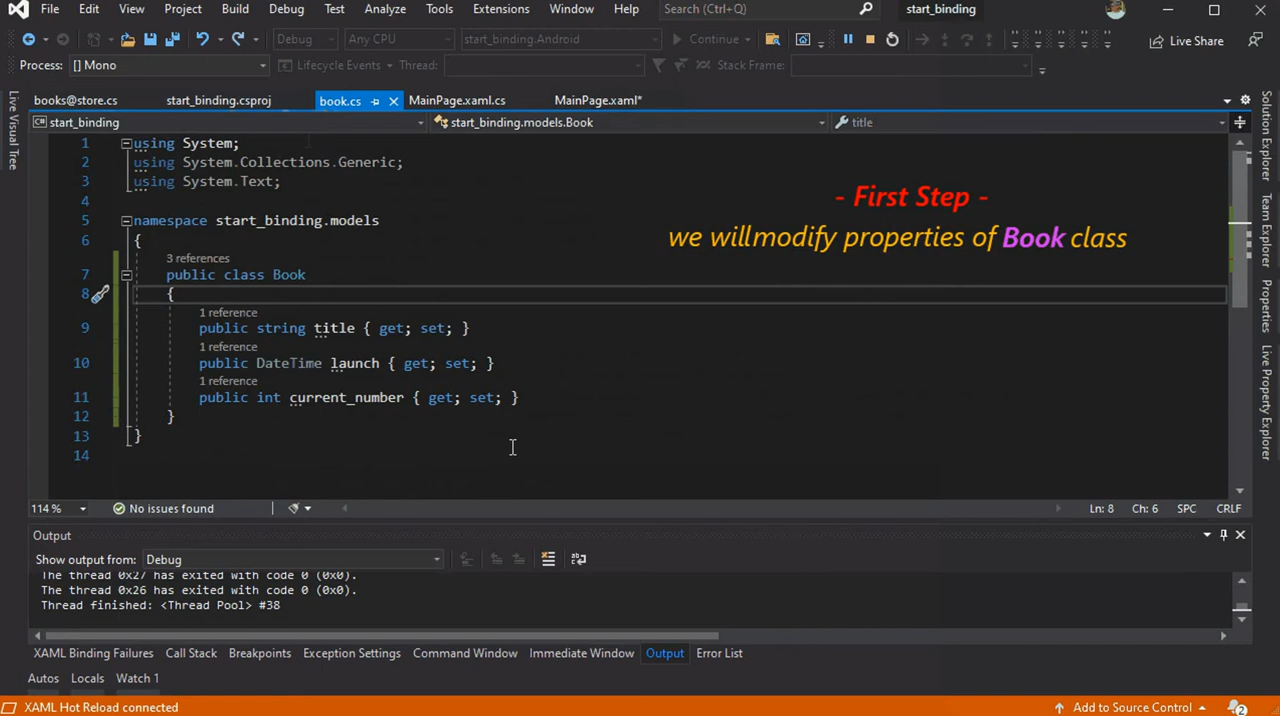 File Edit View Project Build Debug Test Analyze Tools Extensions Window Help Search (Ctrl+Q) start_binding
Debug Any CPU start_binding.Android Continue Live Share
Process: [] Mono Lifecycle Events Thread: Stack Frame:
Live Visual Tree
books@store.cs start_binding.csproj book.cs MainPage.xaml.cs MainPage.xaml*
start_binding start_binding.models.Book title
1 using System;
2 using System.Collections.Generic;
3 using System.Text;
4
5 namespace start_binding.models
6 {
3 references
7 public class Book
8 {
1 reference
9 public string title { get; set; }
1 reference
10 public DateTime launch { get; set; }
1 reference
11 public int current_number { get; set; }
12 }
13 }
14
- First Step -
we will modify properties of Book class
Solution Explorer
Team Explorer
Properties
Live Property Explorer
114 % No issues found Ln: 8 Ch: 6 SPC CRLF
Output
Show output from: Debug
The thread 0x27 has exited with code 0 (0x0).
The thread 0x26 has exited with code 0 (0x0).
Thread finished: <Thread Pool> #38
XAML Binding Failures Call Stack Breakpoints Exception Settings Command Window Immediate Window Output Error List
Autos Locals Watch 1
XAML Hot Reload connected Add to Source Control 2